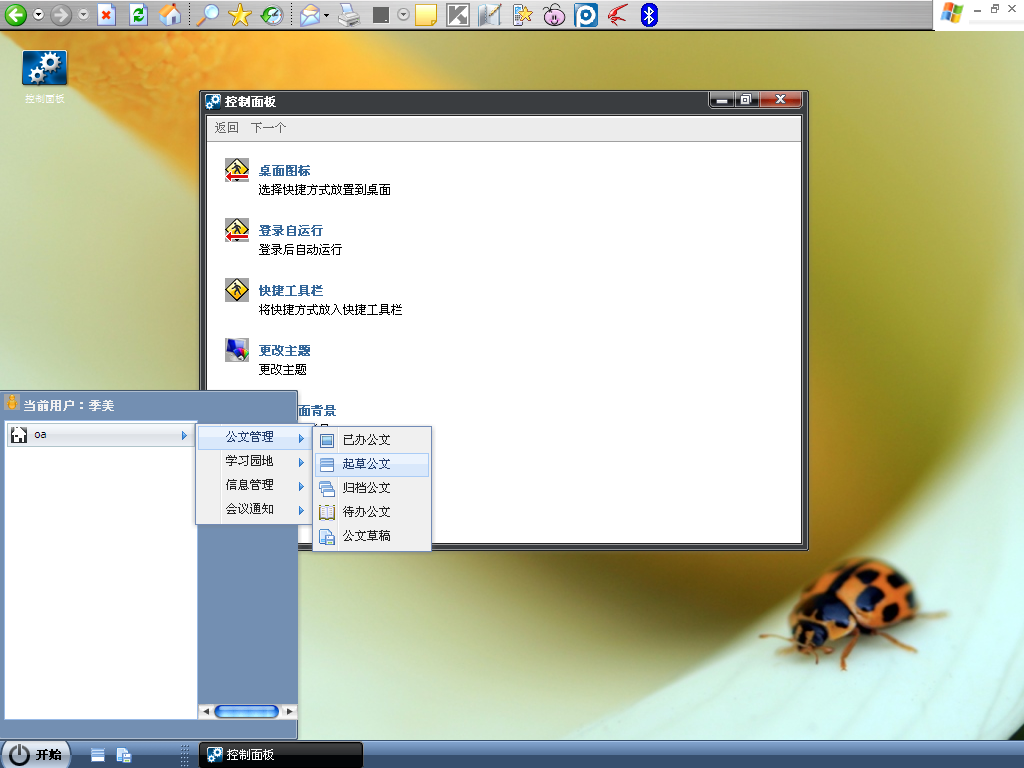 控制面板
控制面板
返回 下一个
桌面图标
选择快捷方式放置到桌面
登录自运行
登录后自动运行
快捷工具栏
将快捷方式放入快捷工具栏
更改主题
更改主题
面背景
当前用户：季美
oa
公文管理
学习园地
信息管理
会议通知
已办公文
起草公文
归档公文
待办公文
公文草稿
开始
控制面板